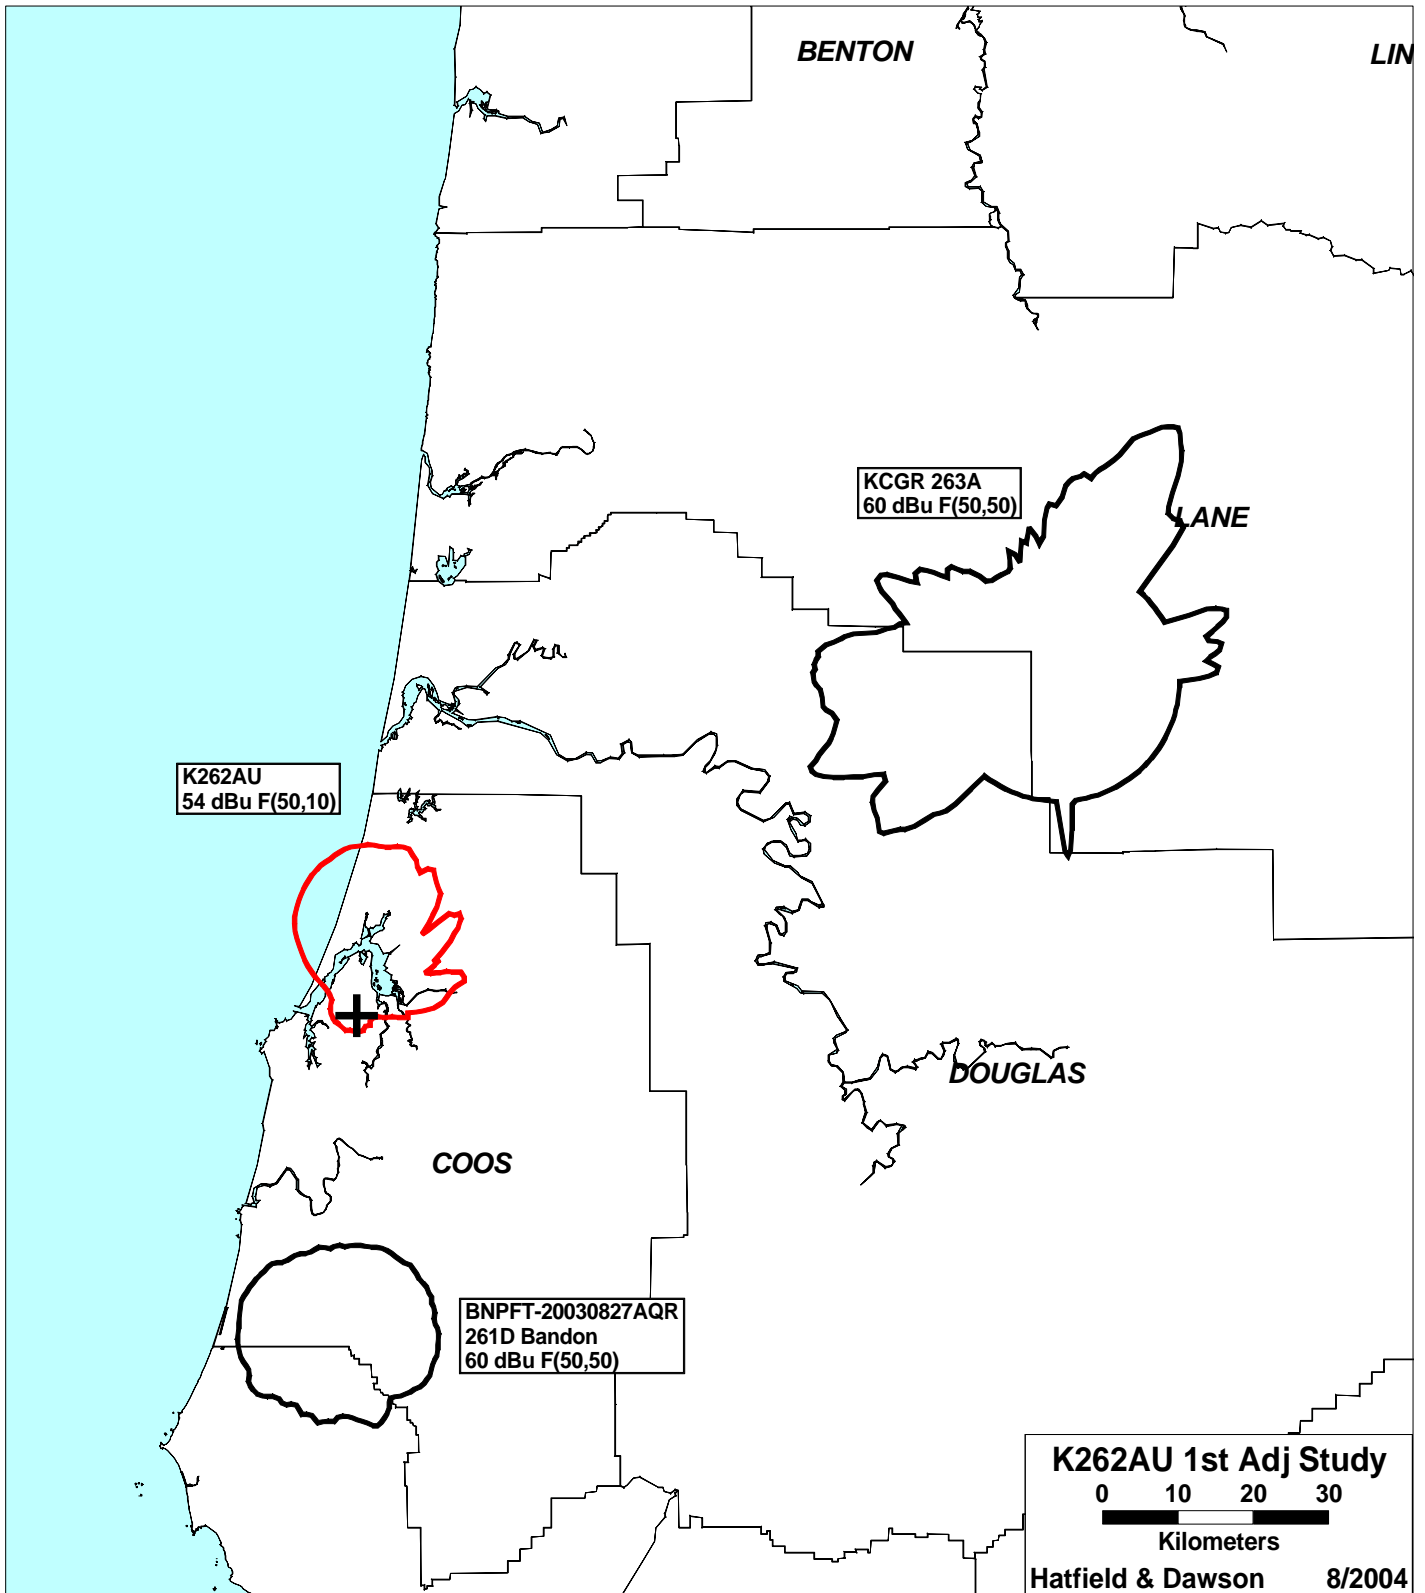 BENTON
LIN
KCGR 263A
60 dBu F(50,50)
LANE
K262AU
54 dBu F(50,10)
DOUGLAS
COOS
BNPFT-20030827AQR
261D Bandon
60 dBu F(50,50)
K262AU 1st Adj Study
0 10 20 30
Kilometers
Hatfield & Dawson 8/2004